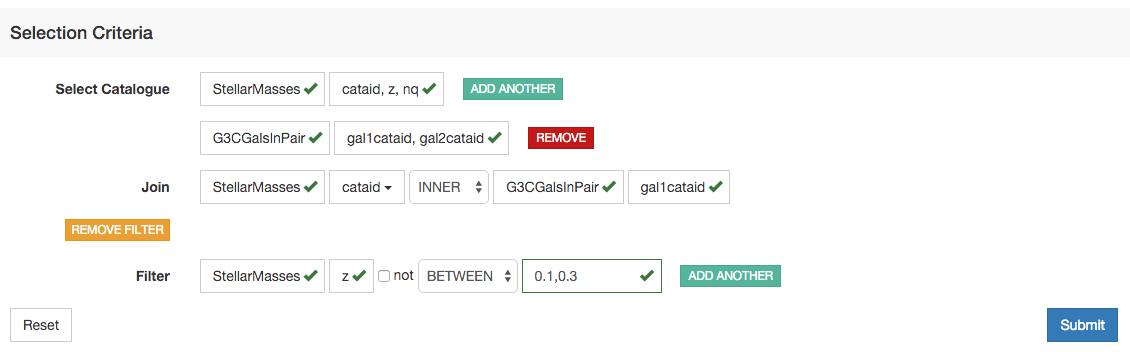 Selection Criteria
Select Catalogue StellarMasses cataid, z, nq ADD ANOTHER
G3CGalsInPair gal1cataid, gal2cataid REMOVE
Join StellarMasses cataid INNER G3CGalsInPair gal1cataid
REMOVE FILTER
Filter StellarMasses z not BETWEEN 0.1,0.3 ADD ANOTHER
Reset Submit